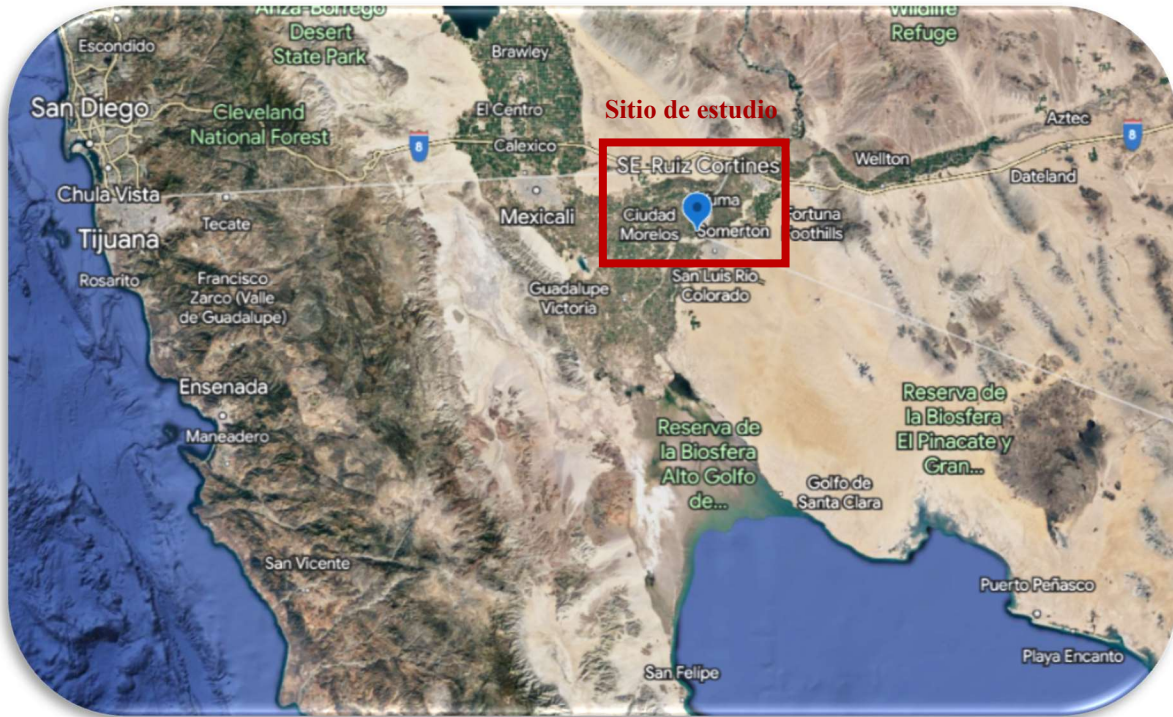 Anza-Borrego
Desert
State Park
Wildlife
Refuge
Escondido
Brawley
San Diego
Cleveland
National Forest
El Centro
Sitio de estudio
Aztec
8
8
Calexico
SE-Ruiz Cortines
Wellton
Dateland
Chula Vista
Tecate
Mexicali
Ciudad
Morelos
uma
Somerton
Fortuna
Foothills
Tijuana
Rosarito
Francisco
Zarco (Valle
de Guadalupe)
Guadalupe
Victoria
San Luis Río
Colorado
Ensenada
Maneadero
Reserva de
la Biosfera
Alto Golfo
de...
Reserva de
la Biosfera
El Pinacate y
Gran...
Golfo de
Santa Clara
San Vicente
Puerto Peñasco
Playa Encanto
San Felipe